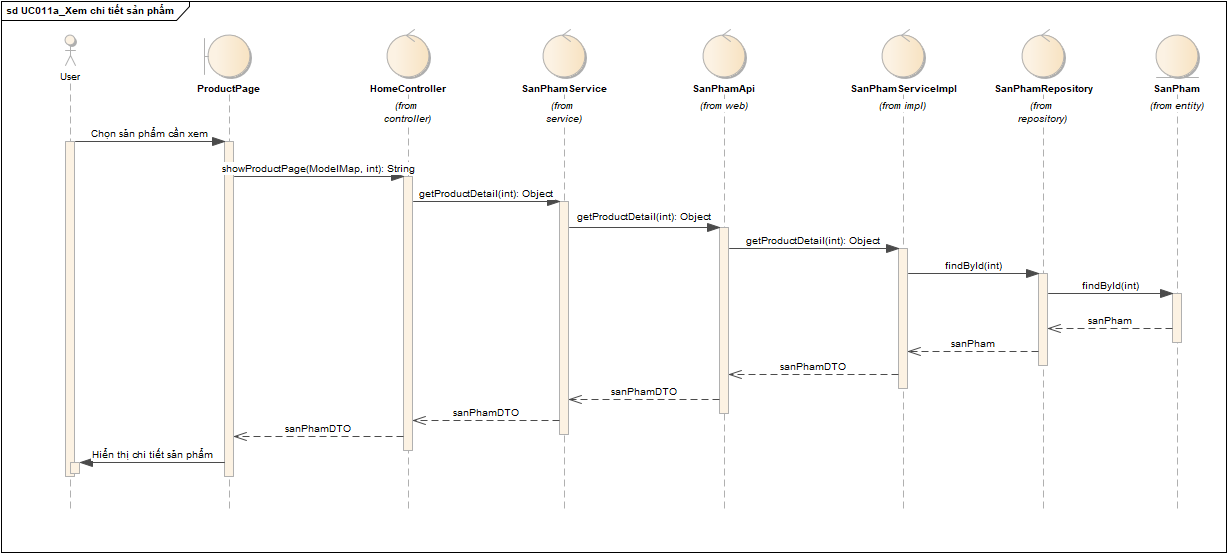 sd UC011a_Xem chi tiết sản phẩm
User
ProductPage
HomeController
(from
controller)
SanPhamService
(from
service)
SanPhamApi
(from web)
SanPhamServiceImpl
(from impl)
SanPhamRepository
(from
repository)
SanPham
(from entity)
Chọn sản phẩm cần xem
showProductPage(ModelMap, int): String
getProductDetail(int): Object
getProductDetail(int): Object
getProductDetail(int): Object
findById(int)
findById(int)
sanPham
sanPham
sanPhamDTO
sanPhamDTO
sanPhamDTO
sanPhamDTO
Hiển thị chi tiết sản phẩm